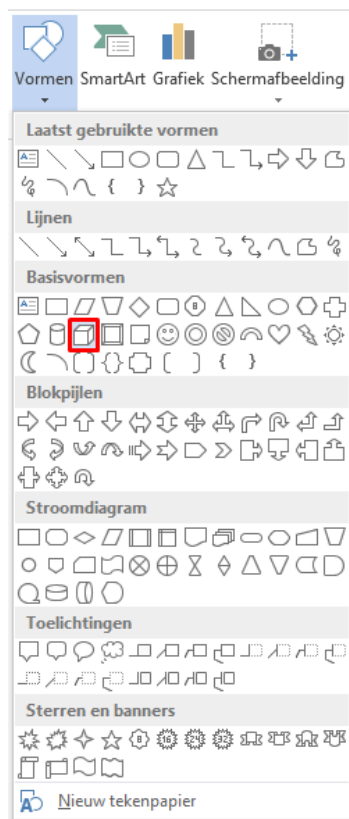 Vormen SmartArt Grafiek Schermafbeelding
Laatst gebruikte vormen
Lijnen
Basisvormen
Blokpijlen
Stroomdiagram
Toelichtingen
Sterren en banners
Nieuw tekenpapier